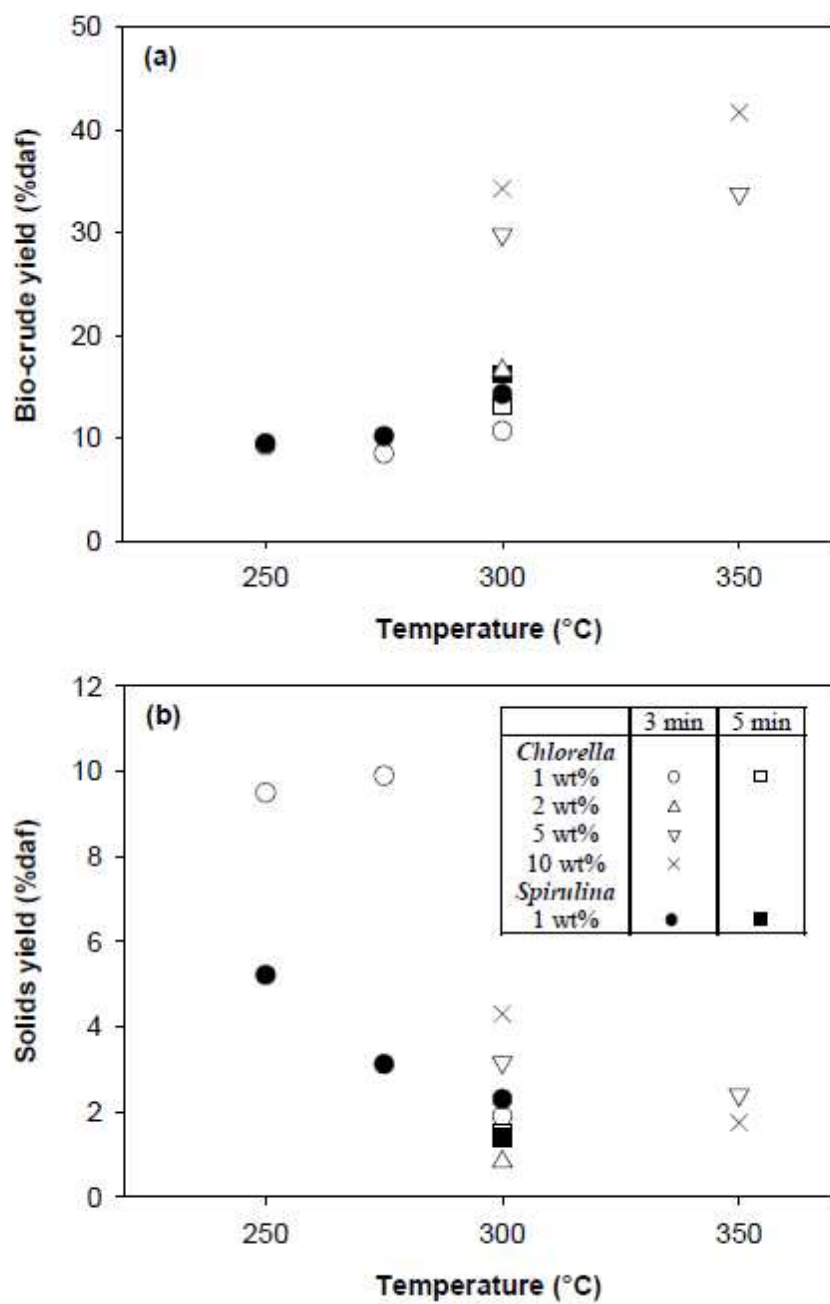 (a)
50
40
30
20
10
0
Bio-crude yield (%daf)
250 300 350
Temperature (°C)
(b)
12
10
8
6
4
2
0
Solids yield (%daf)
3 min 5 min
Chlorella
1 wt%
2 wt%
5 wt%
10 wt%
Spirulina
1 wt%
250 300 350
Temperature (°C)